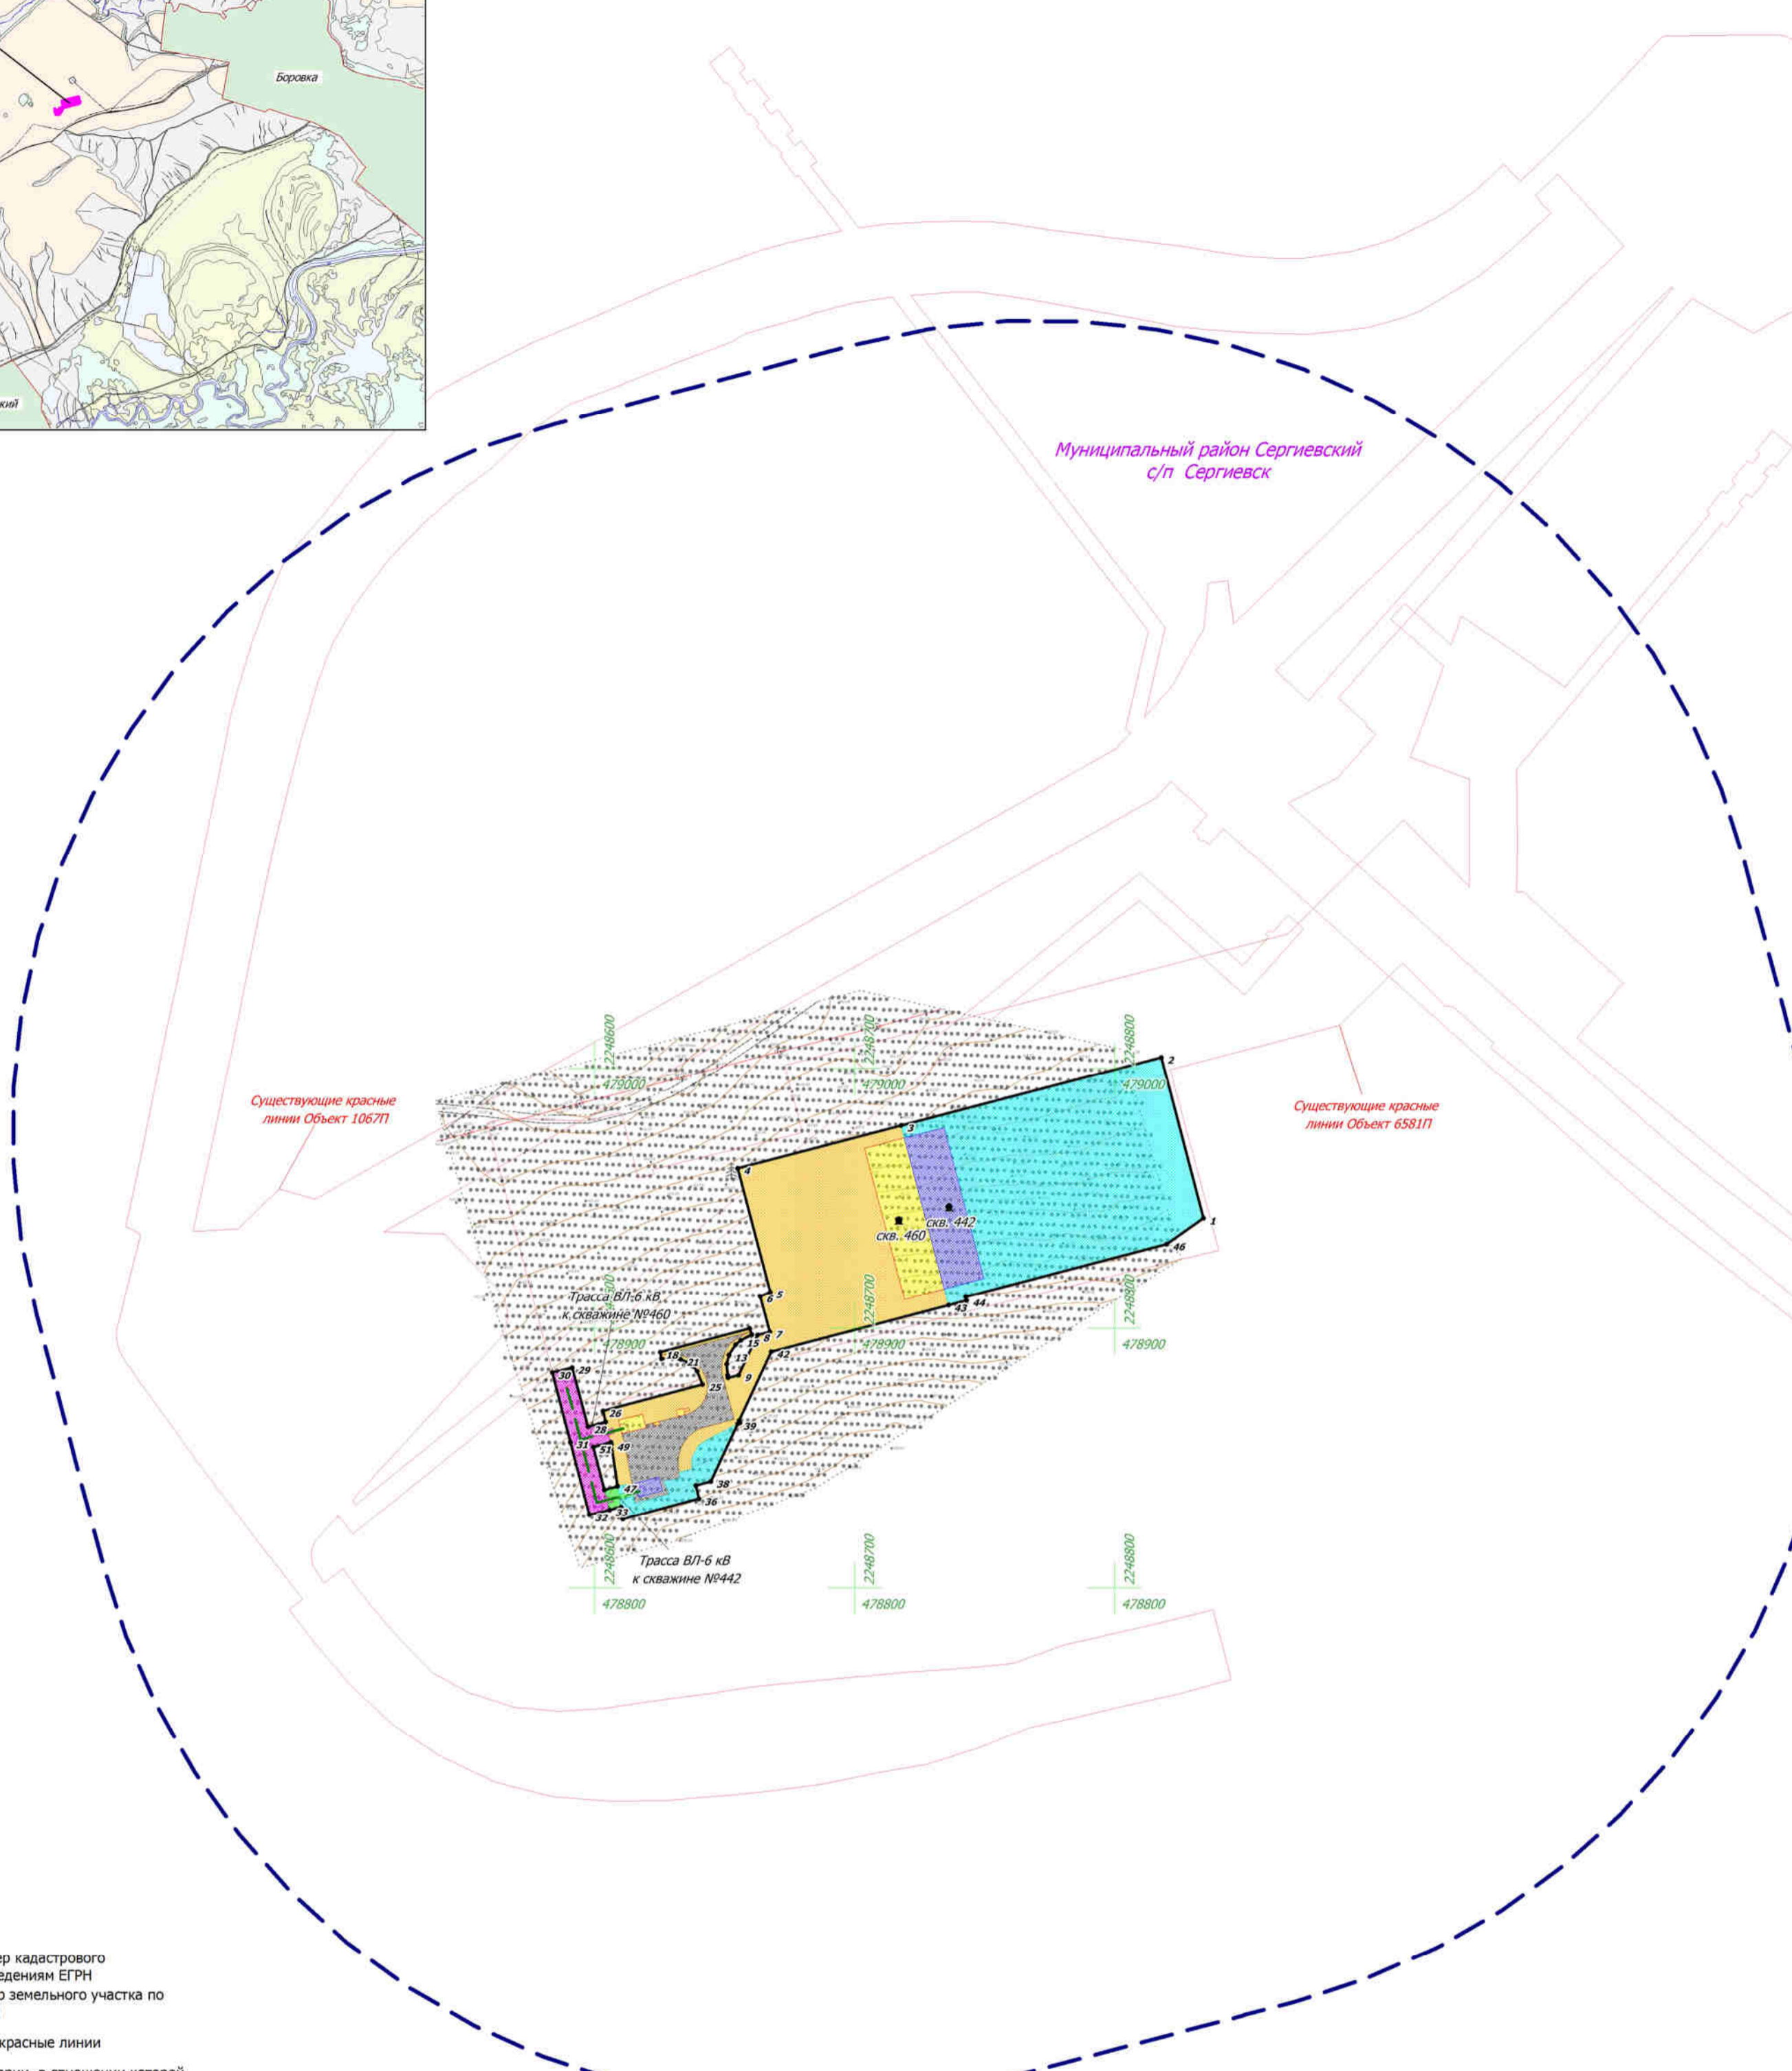 Боровка
кий
Муниципальный район Сергиевский
с/п Сергиевск
2248600
2248700
2248800
479000
479000
479000
2
Существующие красные
линии Объект 1067П
Существующие красные
линии Объект 6581П
3
4
1
скв. 442
скв. 460
46
5
6
44
43
Трасса ВЛ-6 кВ
к скважине №460
2248700
2248800
478900
478900
478900
7
8
15
42
13
18
21
9
25
29
30
26
28
39
31
51
49
38
47
36
33
32
Трасса ВЛ-6 кВ
к скважине №442
2248600
2248700
2248800
478800
478800
478800
ер кадастрового
едениям ЕГРН
р земельного участка по
красные линии